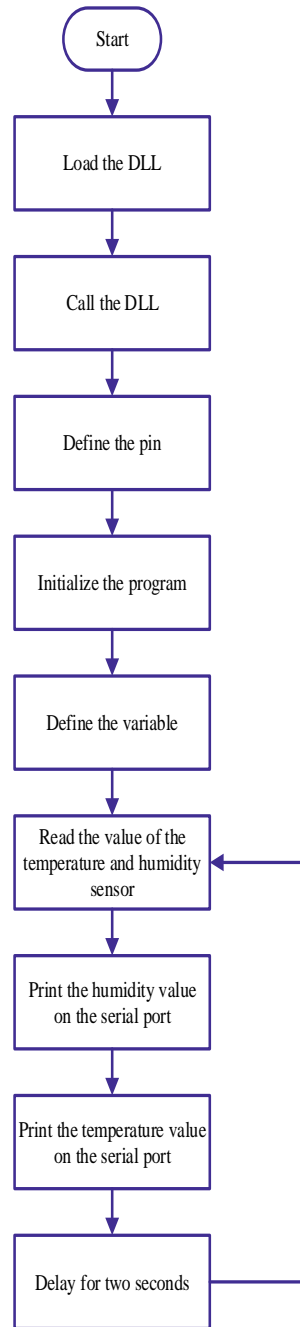 Start
Load the DLL
Call the DLL
Define the pin
Initialize the program
Define the variable
Read the value of the
temperature and humidity
sensor
Print the humidity value
on the serial port
Print the temperature value
on the serial port
Delay for two seconds